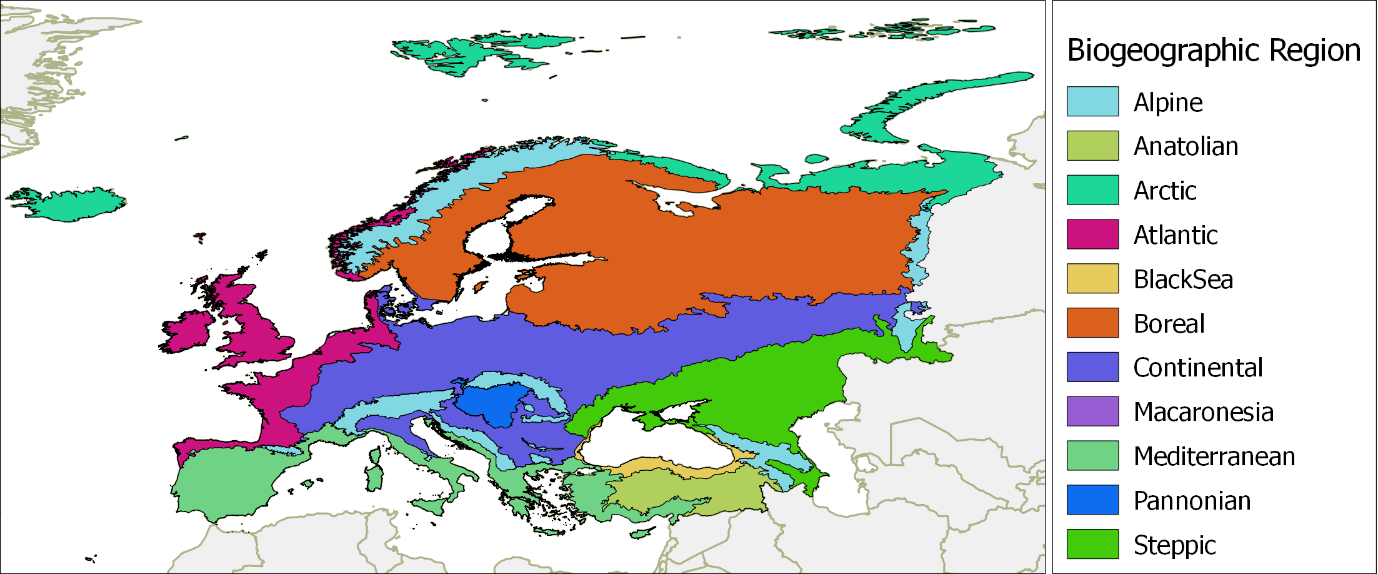 Biogeographic Region
Alpine
Anatolian
Arctic
Atlantic
BlackSea
Boreal
Continental
Macaronesia
Mediterranean
Pannonian
Steppic